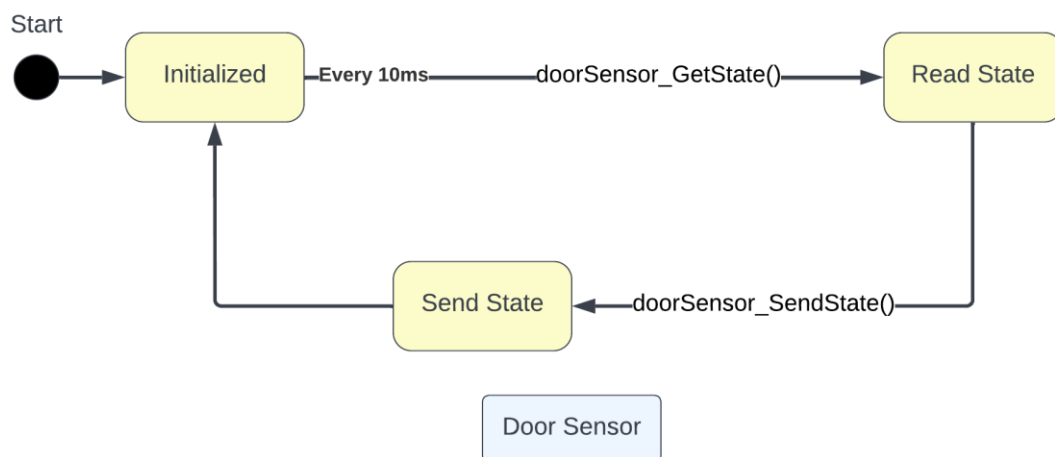 Start
Initialized
Every 10ms
doorSensor_GetState()
Read State
Send State
doorSensor_SendState()
Door Sensor